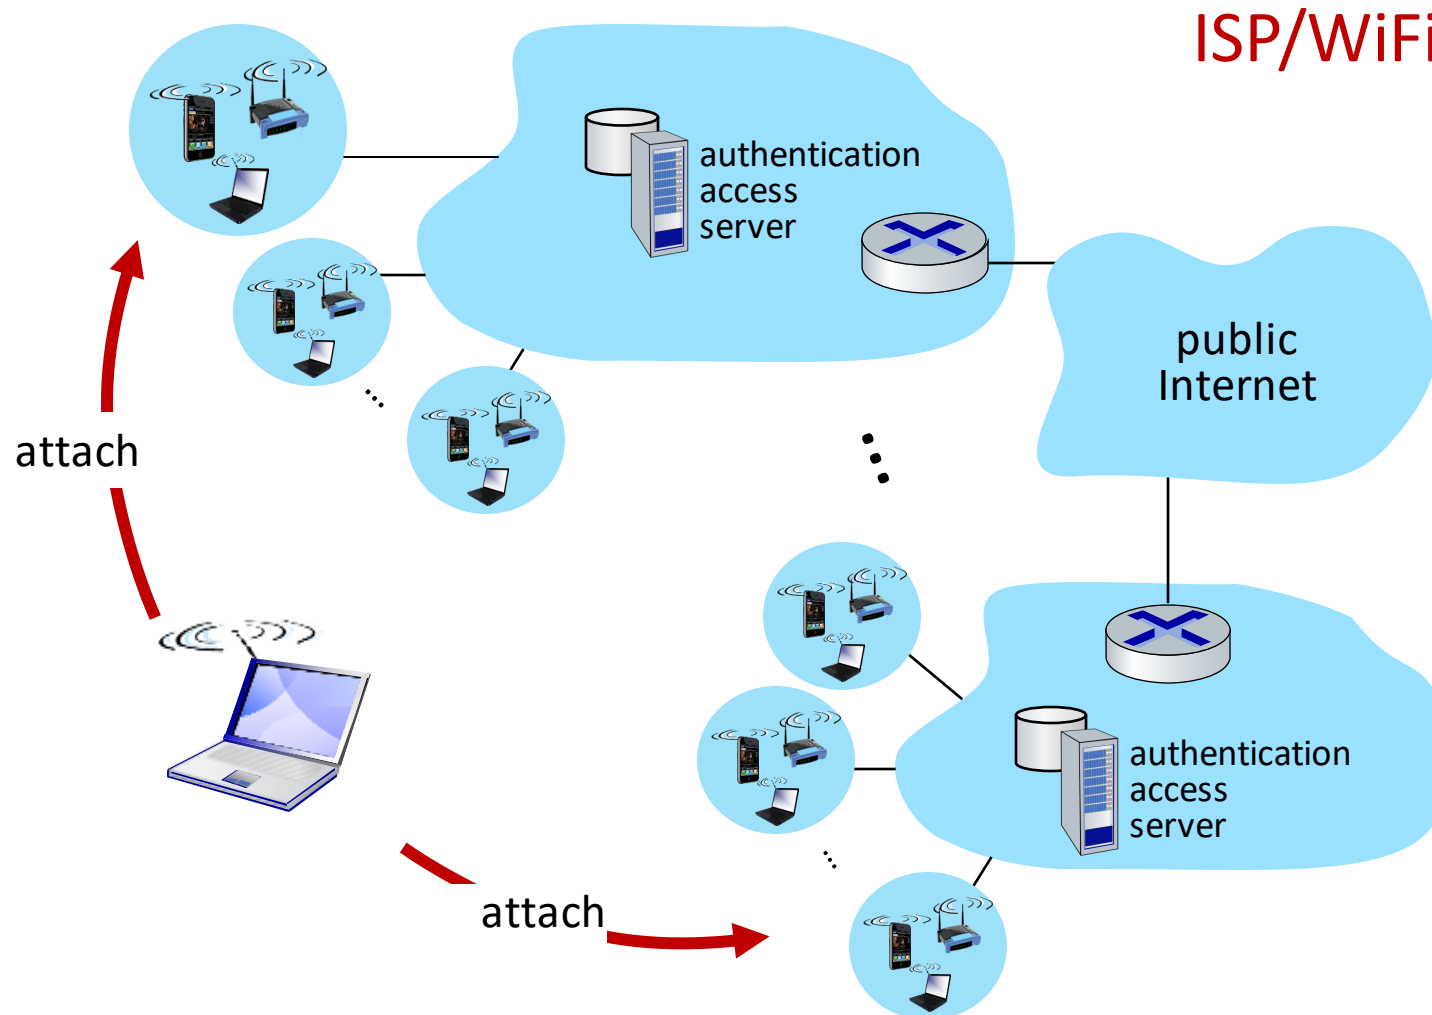 ISP/WiFi
authentication
access
server
public
Internet
attach
authentication
access
server
attach